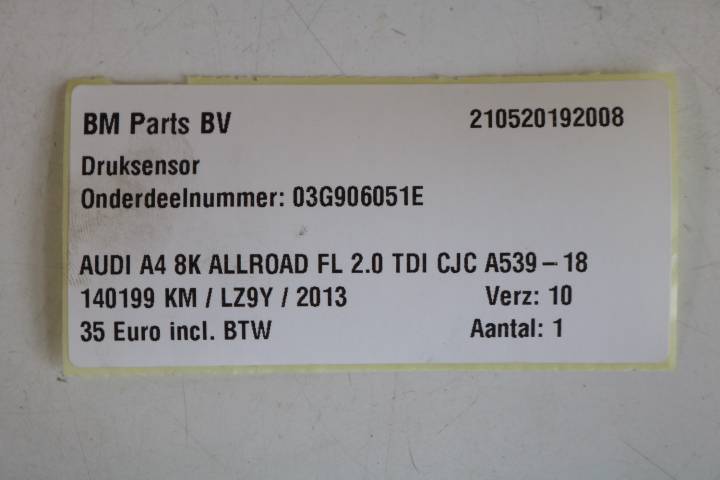 BM Parts BV 210520192008
Druksensor
Onderdeelnummer: 03G906051E
AUDI A4 8K ALLROAD FL 2.0 TDI CJC A539 – 18
140199 KM / LZ9Y / 2013 Verz: 10
35 Euro incl. BTW Aantal: 1